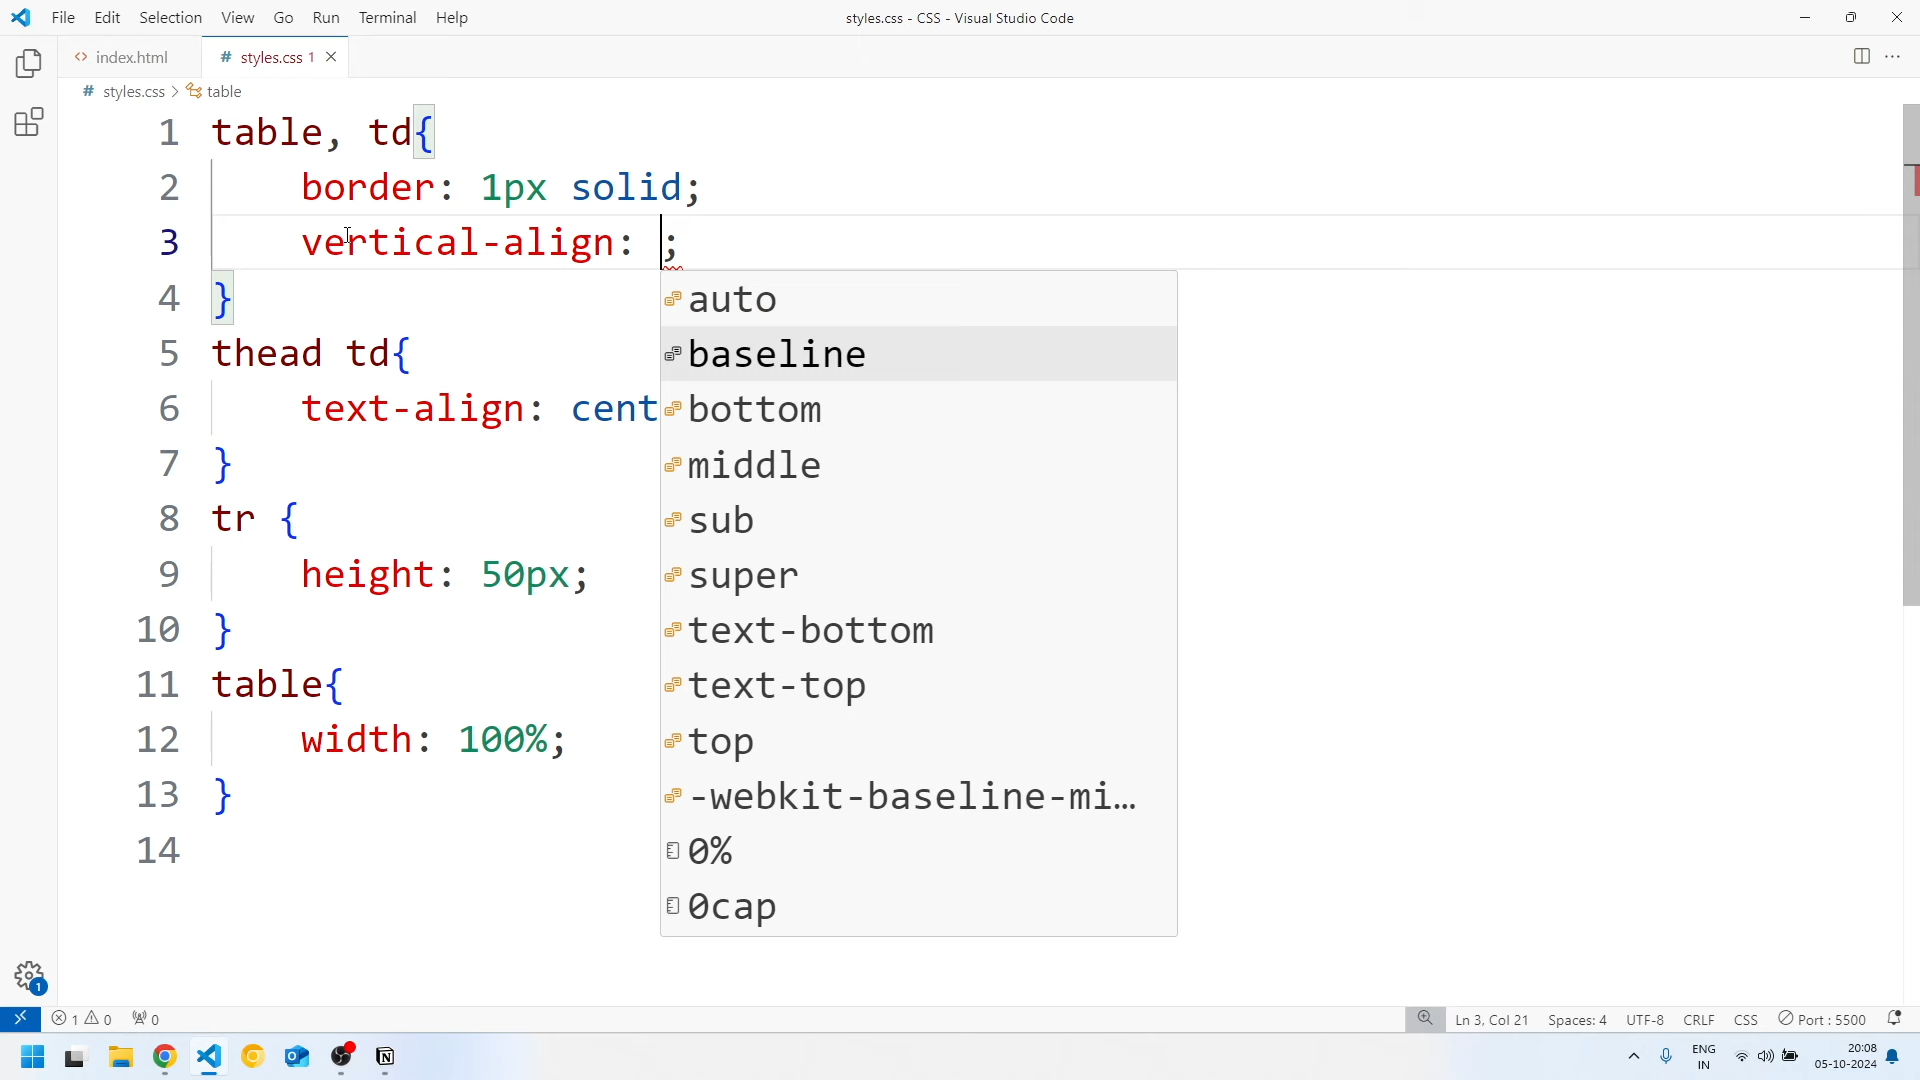 File Edit Selection View Go Run Terminal Help
styles.css - CSS - Visual Studio Code
index.html
# styles.css 1
# styles.css > table
1 table, td{
2 border: 1px solid;
3 vertical-align: ;
4 }
5 thead td{
6 text-align: cent
7 }
8 tr {
9 height: 50px;
10 }
11 table{
12 width: 100%;
13 }
14
auto
baseline
bottom
middle
sub
super
text-bottom
text-top
top
-webkit-baseline-mi…
0%
0cap
1
1 0 0
Ln 3, Col 21 Spaces: 4 UTF-8 CRLF CSS Port : 5500
ENG
IN
20:08
05-10-2024